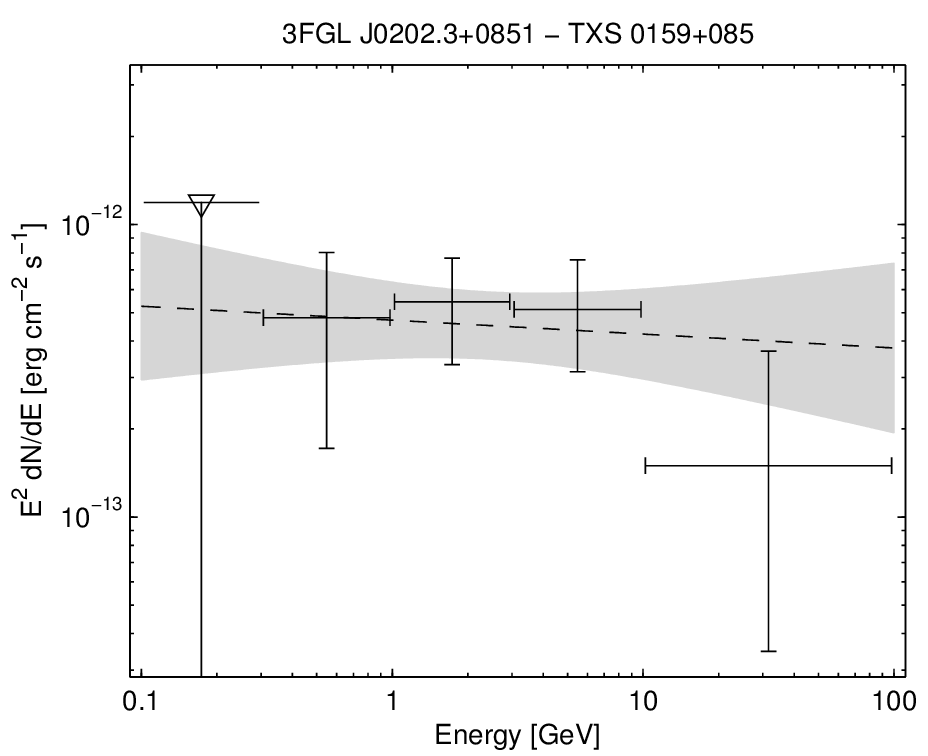 3FGL J0202.3+0851 − TXS 0159+085
E² dN/dE [erg cm⁻² s⁻¹]
10⁻¹²
10⁻¹³
0.1 1 10 100
Energy [GeV]